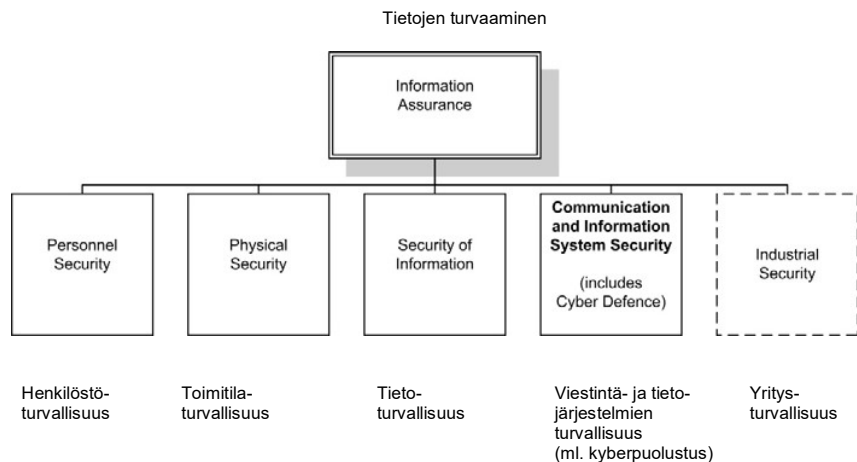 Tietojen turvaaminen
Information
Assurance
Personnel
Security
Physical
Security
Security of
Information
Communication
and Information
System Security
(includes
Cyber Defence)
Industrial
Security
Henkilöstö-
turvallisuus
Toimitila-
turvallisuus
Tieto-
turvallisuus
Viestintä- ja tieto-
järjestelmien
turvallisuus
(ml. kyberpuolustus)
Yritys-
turvallisuus